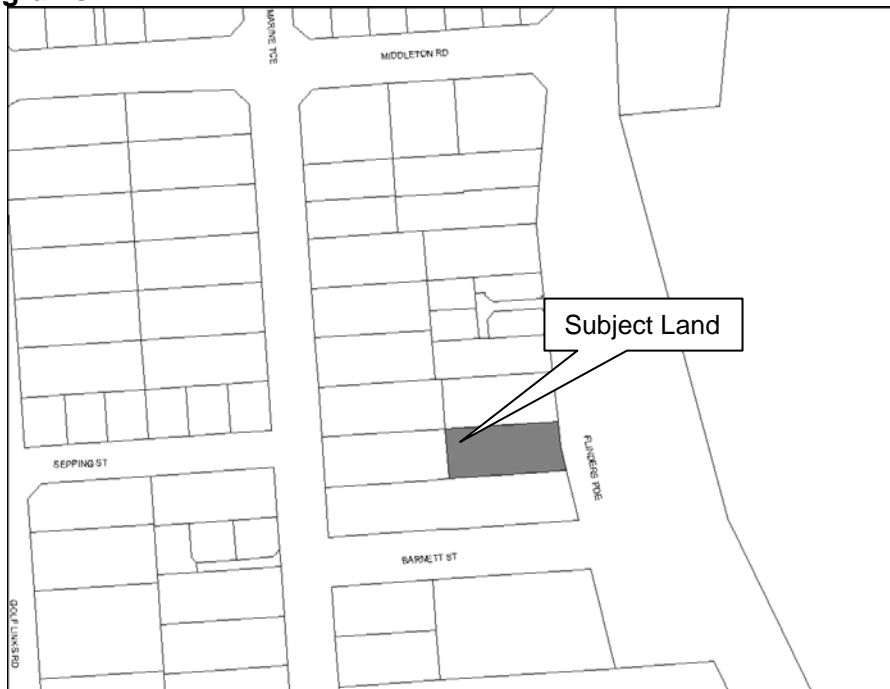 MARINE TCE
MIDDLETON RD
Subject Land
FLINDERS PDE
SEPPING ST
BARNETT ST
GOLF LINKS RD